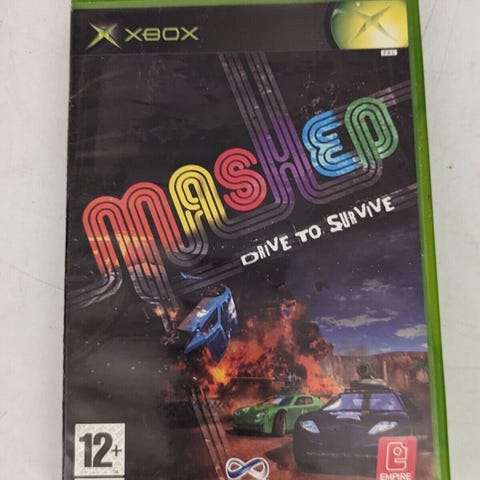 XBOX
PAL
MASHED
DRIVE TO SURVIVE
12+
EMPIRE